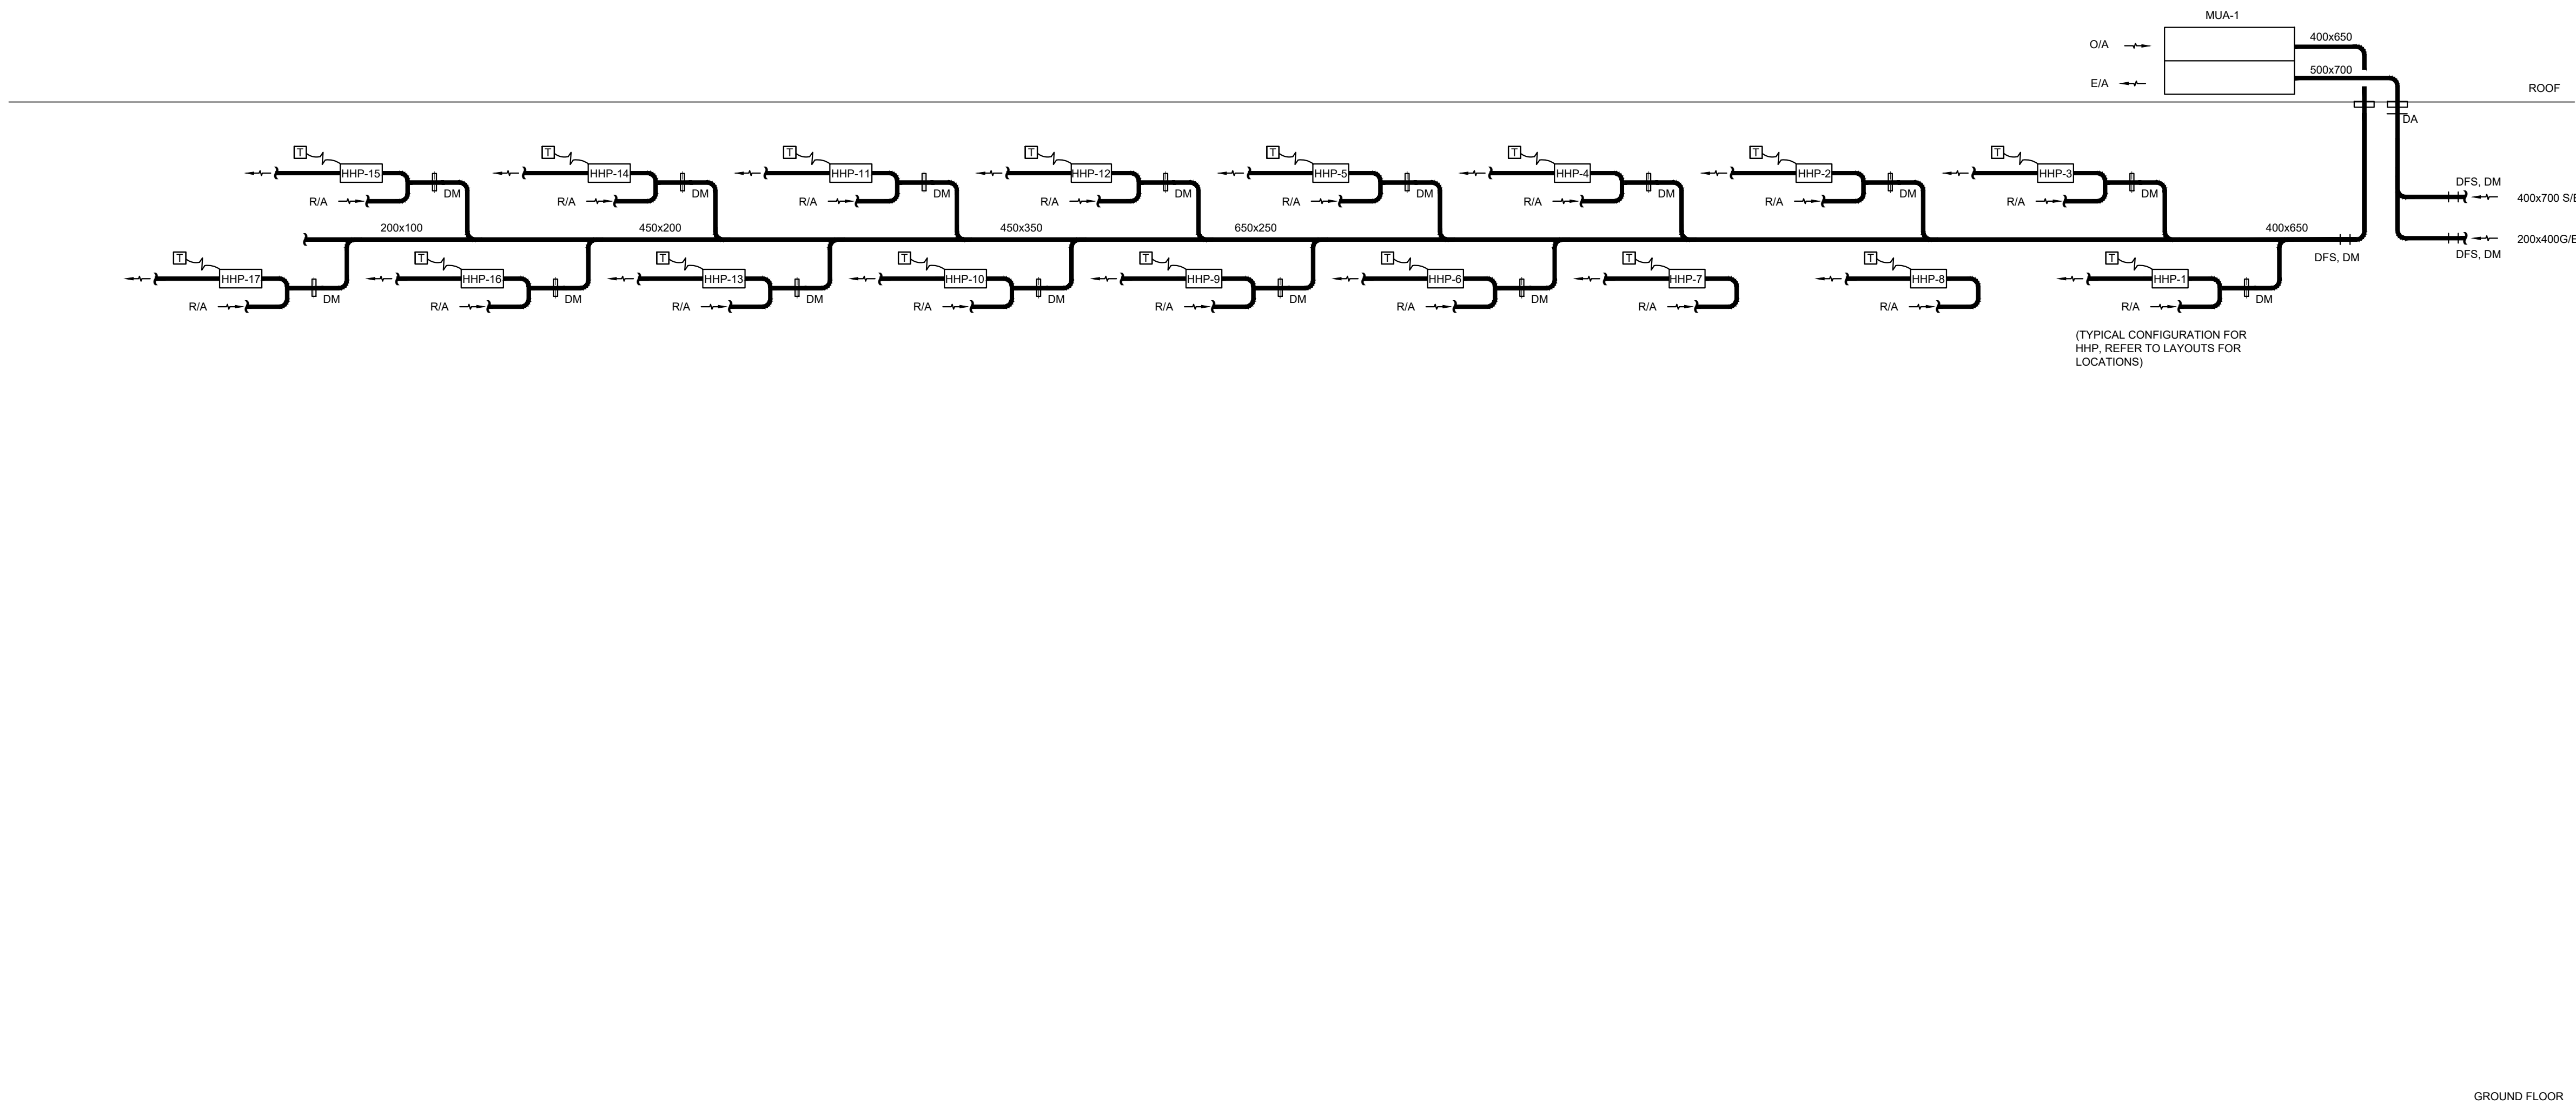 MUA-1
O/A
400x650
E/A
500x700
ROOF
DA
T
T
T
T
T
T
T
T
HHP-15
HHP-14
HHP-11
HHP-12
HHP-5
HHP-4
HHP-2
HHP-3
DM
DM
DM
DM
DM
DM
DM
DM
R/A
R/A
R/A
R/A
R/A
R/A
R/A
R/A
DFS, DM
400x700 S/E
200x100
450x200
450x350
650x250
400x650
200x400G/E
DFS, DM
DFS, DM
T
T
T
T
T
T
T
T
T
HHP-17
HHP-16
HHP-13
HHP-10
HHP-9
HHP-6
HHP-7
HHP-8
HHP-1
DM
DM
DM
DM
DM
DM
DM
R/A
R/A
R/A
R/A
R/A
R/A
R/A
R/A
R/A
(TYPICAL CONFIGURATION FOR
HHP, REFER TO LAYOUTS FOR
LOCATIONS)
GROUND FLOOR